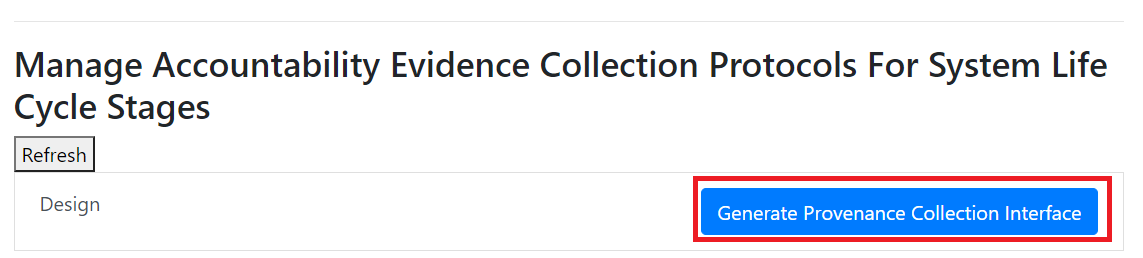 Manage Accountability Evidence Collection Protocols For System Life
Cycle Stages
Refresh
Design
Generate Provenance Collection Interface